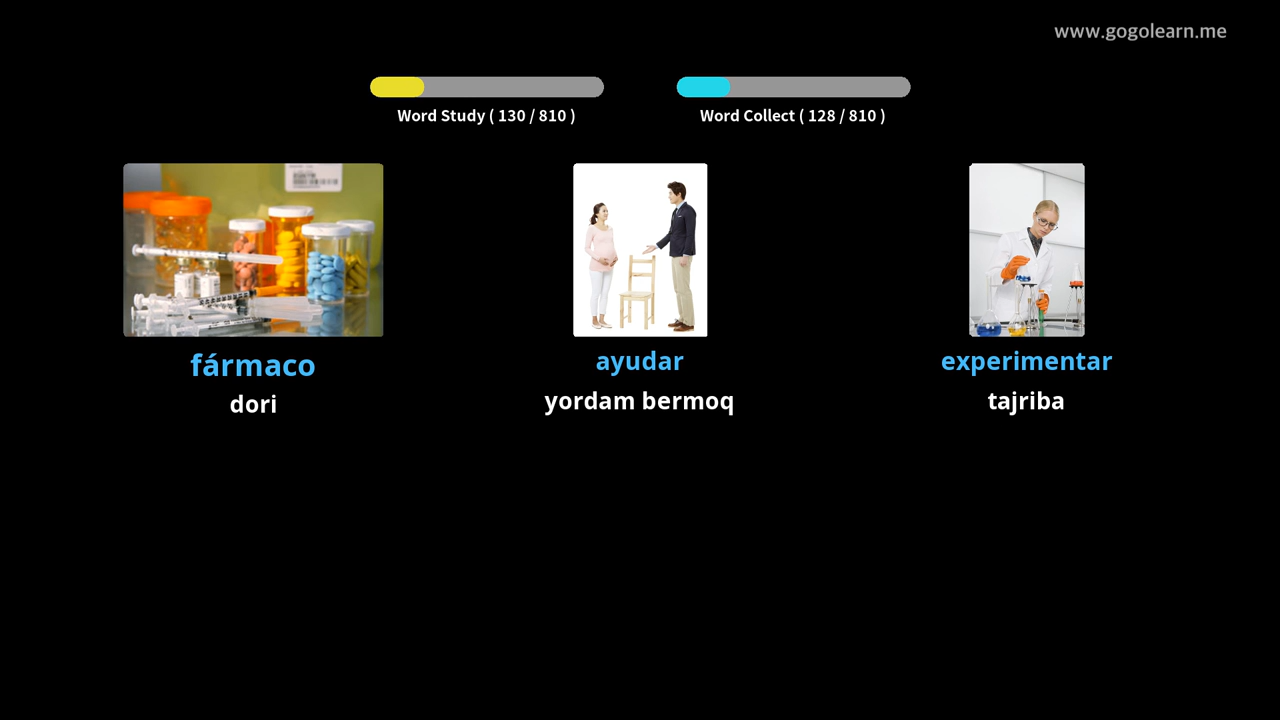 www.gogolearn.me
Word Study ( 130 / 810 )
Word Collect ( 128 / 810 )
fármaco
dori
ayudar
yordam bermoq
experimentar
tajriba